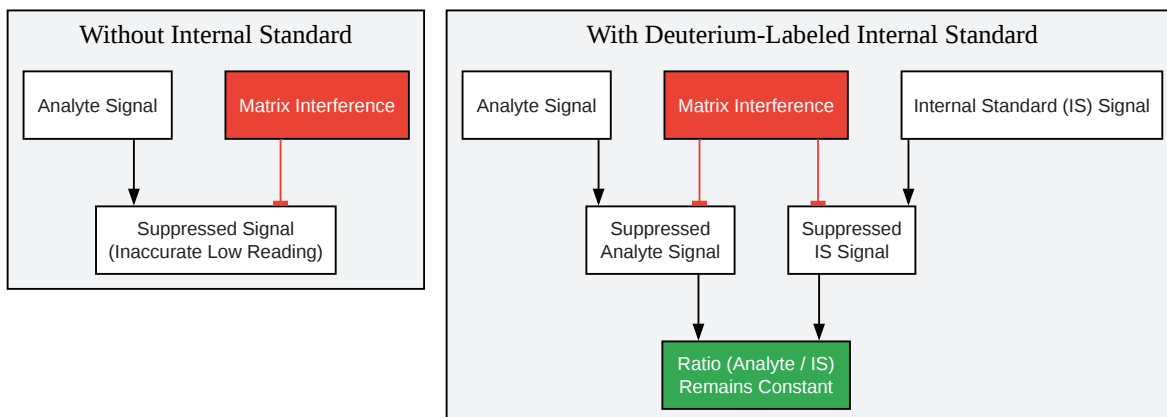 Without Internal Standard
Analyte Signal
Matrix Interference
Suppressed Signal
(Inaccurate Low Reading)
With Deuterium-Labeled Internal Standard
Analyte Signal
Matrix Interference
Internal Standard (IS) Signal
Suppressed
Analyte Signal
Suppressed
IS Signal
Ratio (Analyte / IS)
Remains Constant